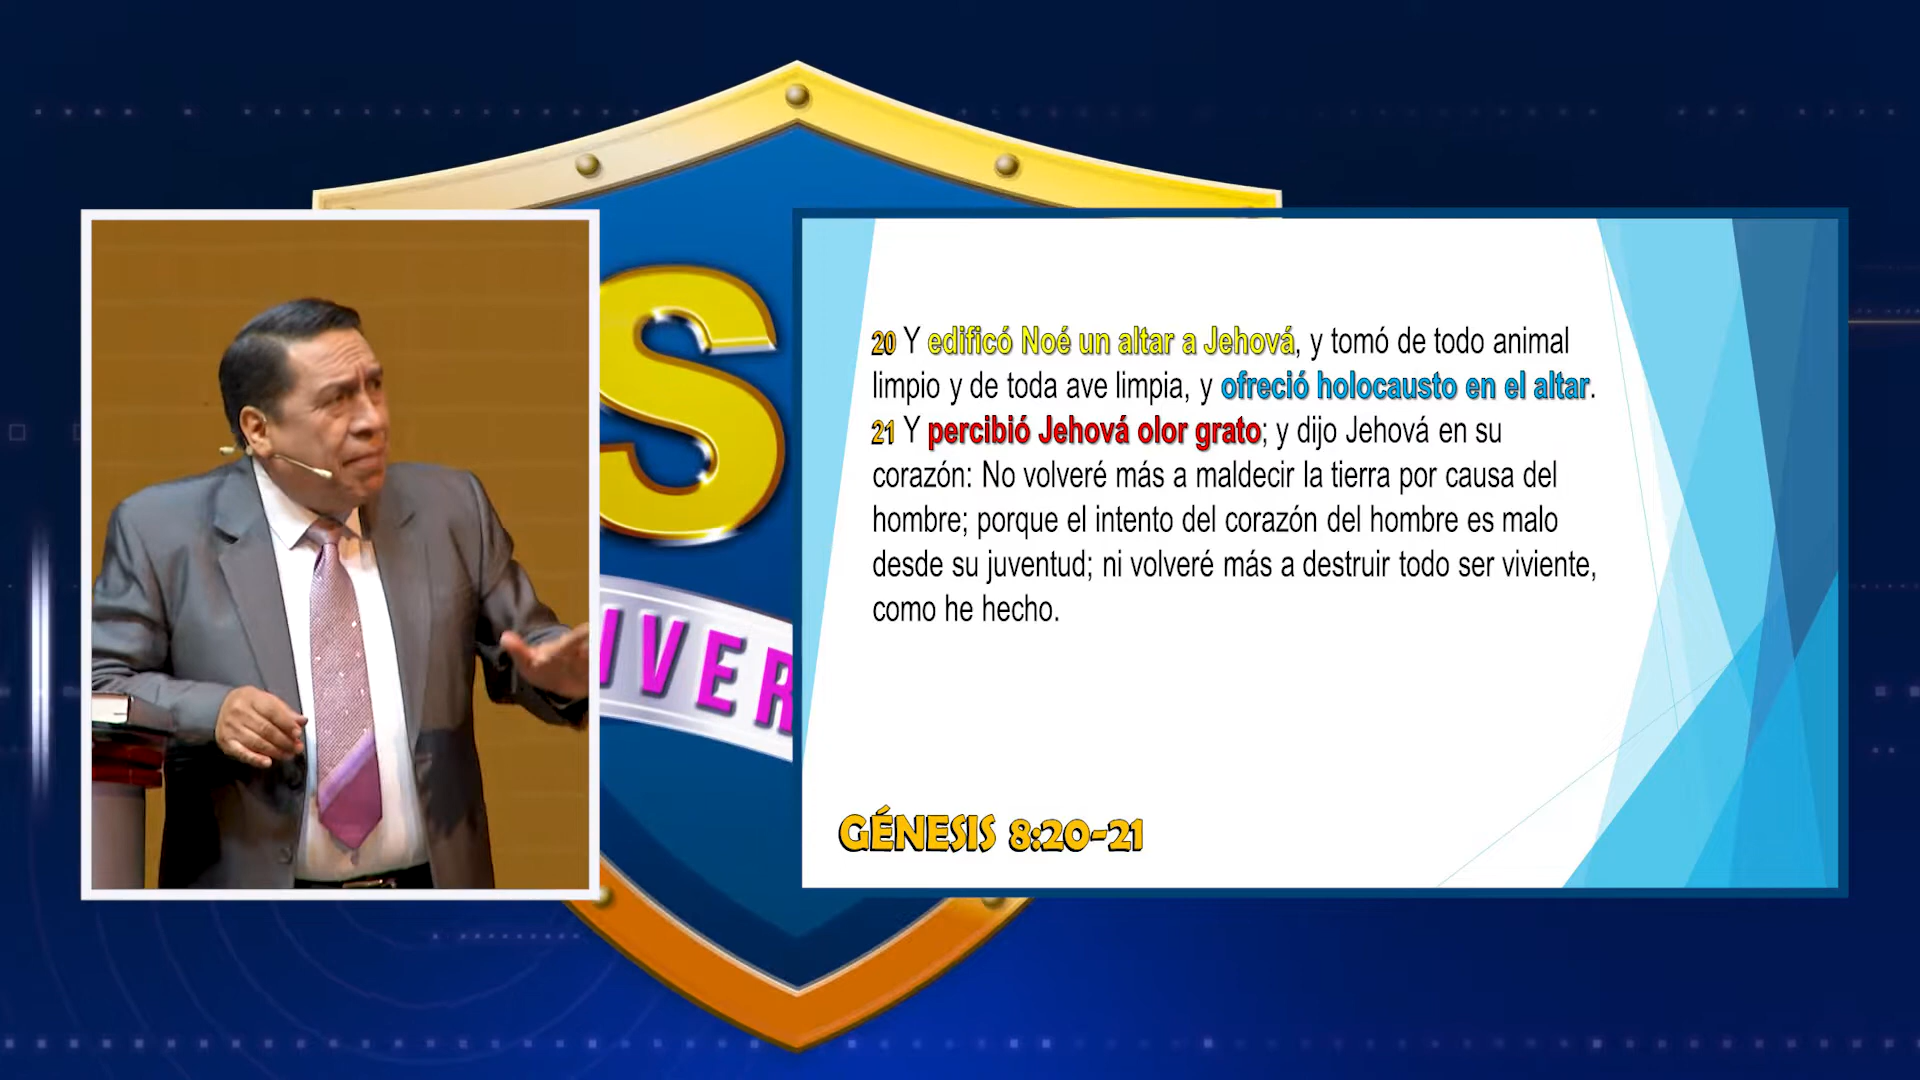 S
IVER
20 Y edificó Noé un altar a Jehová, y tomó de todo animal
limpio y de toda ave limpia, y ofreció holocausto en el altar.
21 Y percibió Jehová olor grato; y dijo Jehová en su
corazón: No volveré más a maldecir la tierra por causa del
hombre; porque el intento del corazón del hombre es malo
desde su juventud; ni volveré más a destruir todo ser viviente,
como he hecho.
GÉNESIS 8:20-21